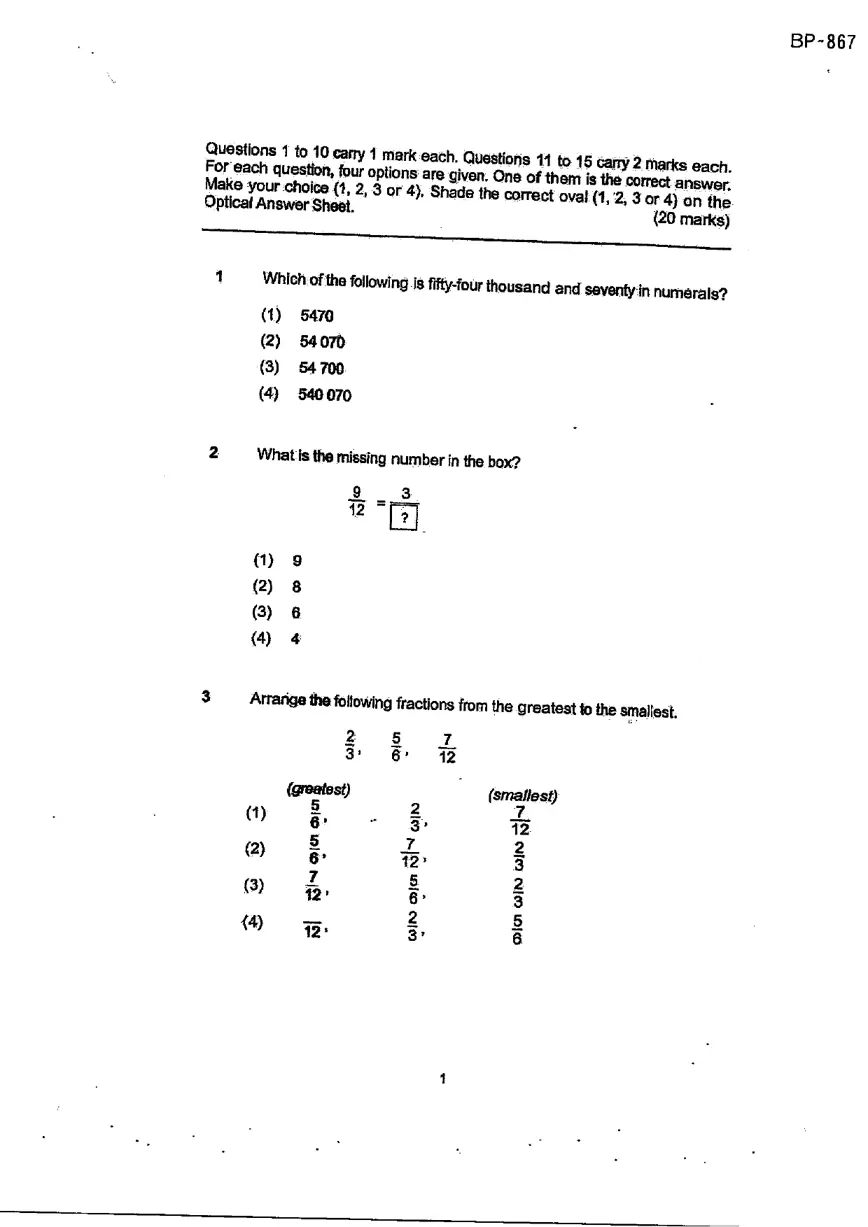 BP-867
Questions 1 to 10 carry 1 mark each. Questions 11 to 15 carry 2 marks each.
For each question, four options are given. One of them is the correct answer.
Make your choice (1, 2, 3 or 4). Shade the correct oval (1, 2, 3 or 4) on the
Optical Answer Sheet.
(20 marks)
1 Which of the following is fifty-four thousand and seventy in numerals?
(1) 5470
(2) 54 070
(3) 54 700
(4) 540 070
2 What is the missing number in the box?
9/12 = 3/?
(1) 9
(2) 8
(3) 6
(4) 4
3 Arrange the following fractions from the greatest to the smallest.
2/3, 5/6, 7/12
(greatest) (smallest)
(1) 5/6, 2/3, 7/12
(2) 5/6, 7/12, 2/3
(3) 7/12, 5/6, 2/3
(4) /12, 2/3, 5/6
1